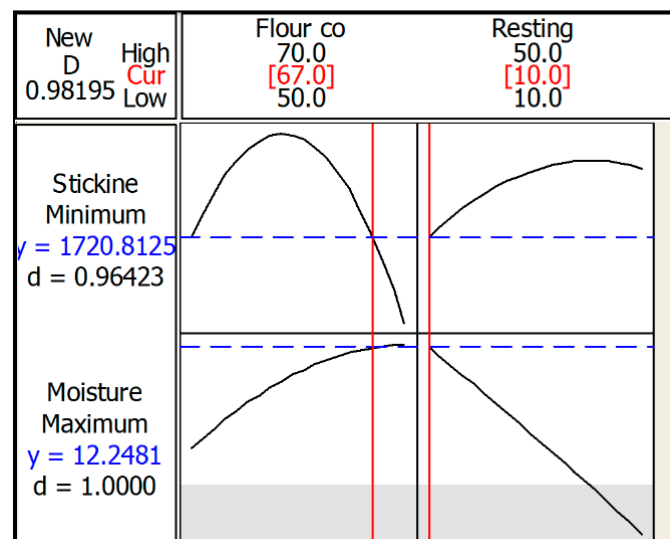 New
D
0.98195
High
Cur
Low
Flour co
70.0
[67.0]
50.0
Resting
50.0
[10.0]
10.0
Stickine
Minimum
y = 1720.8125
d = 0.96423
Moisture
Maximum
y = 12.2481
d = 1.0000